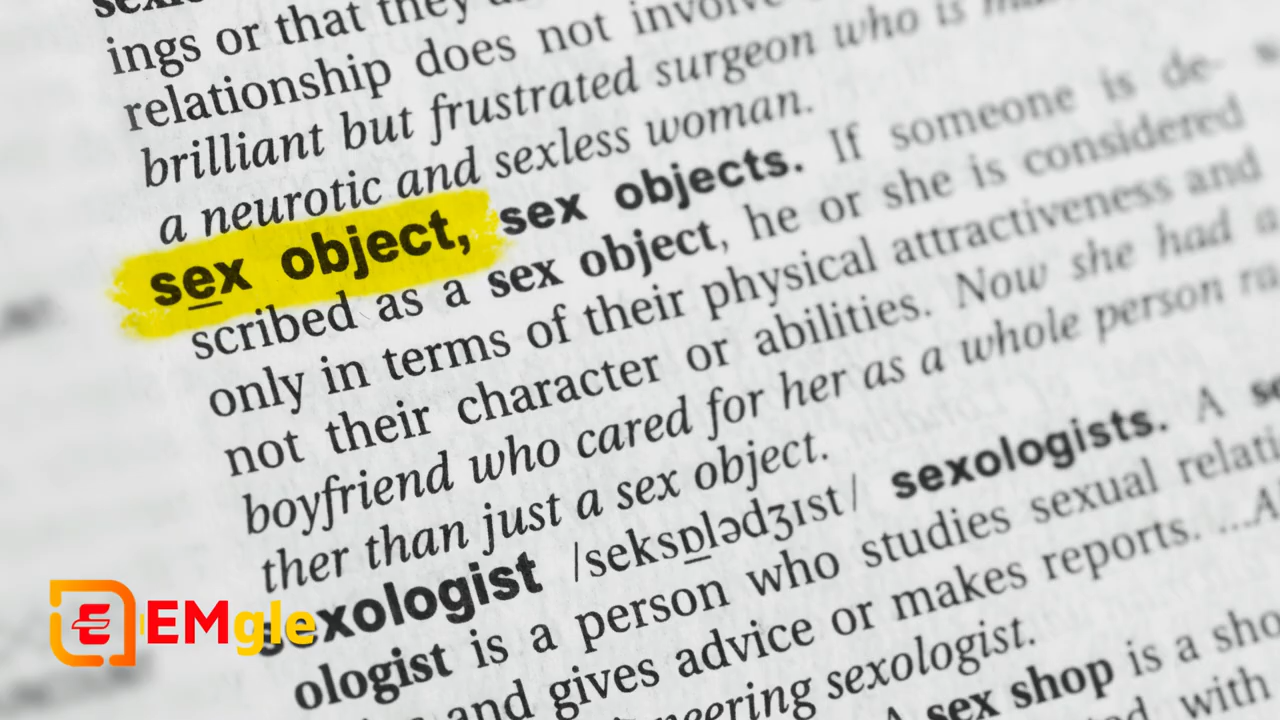 ings or that they
relationship does not involve
brilliant but frustrated surgeon who is
a neurotic and sexless woman.
sex object, sex objects. If someone is de-
scribed as a sex object, he or she is considered
only in terms of their physical attractiveness and
not their character or abilities. Now she had a
boyfriend who cared for her as a whole person ra
ther than just a sex object.
sexologist /seksɒlədʒɪst/ sexologists. A se
ologist is a person who studies sexual relati
and gives advice or makes reports. ...A
neering sexologist.
A sex shop is a sho
with
EMgle